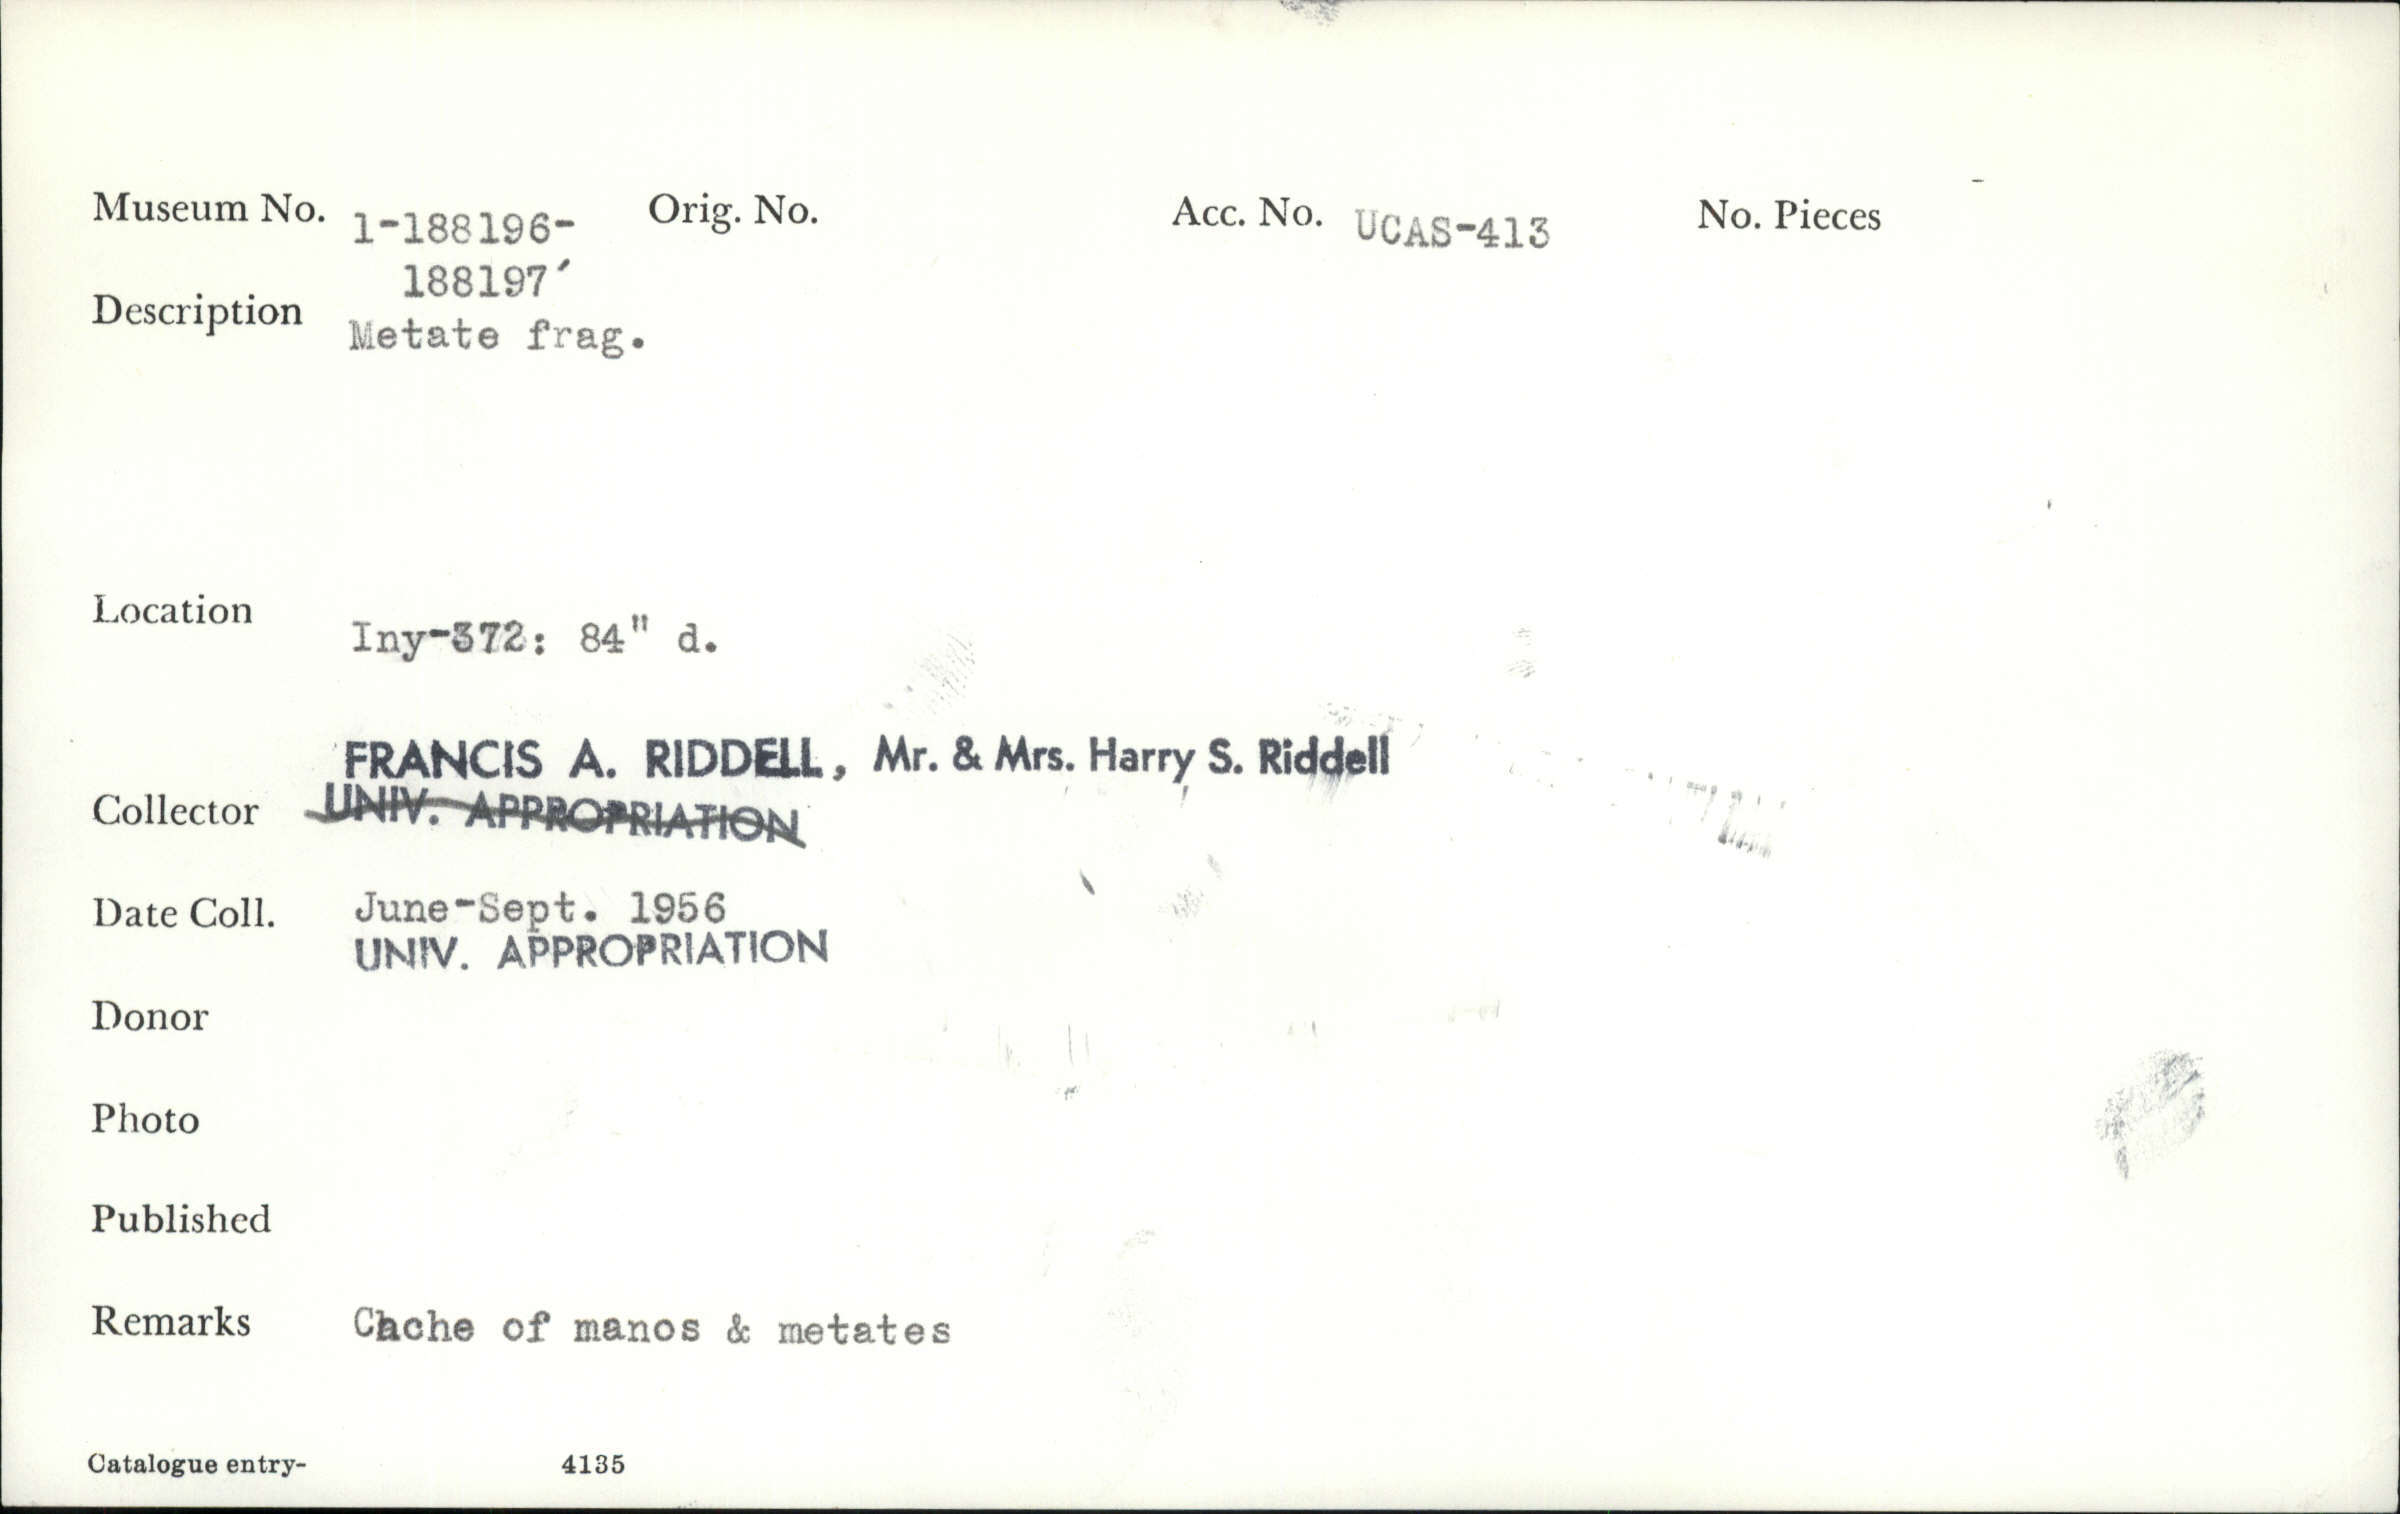 Museum No. 1-188196- Orig. No. Acc. No. UCAS-413 No. Pieces
188197
Description Metate frag.
Location Iny-372: 84" d.
FRANCIS A. RIDDELL, Mr. & Mrs. Harry S. Riddell
Collector UNIV. APPROPRIATION
Date Coll. June-Sept. 1956
UNIV. APPROPRIATION
Donor
Photo
Published
Remarks Cache of manos & metates
Catalogue entry- 4135